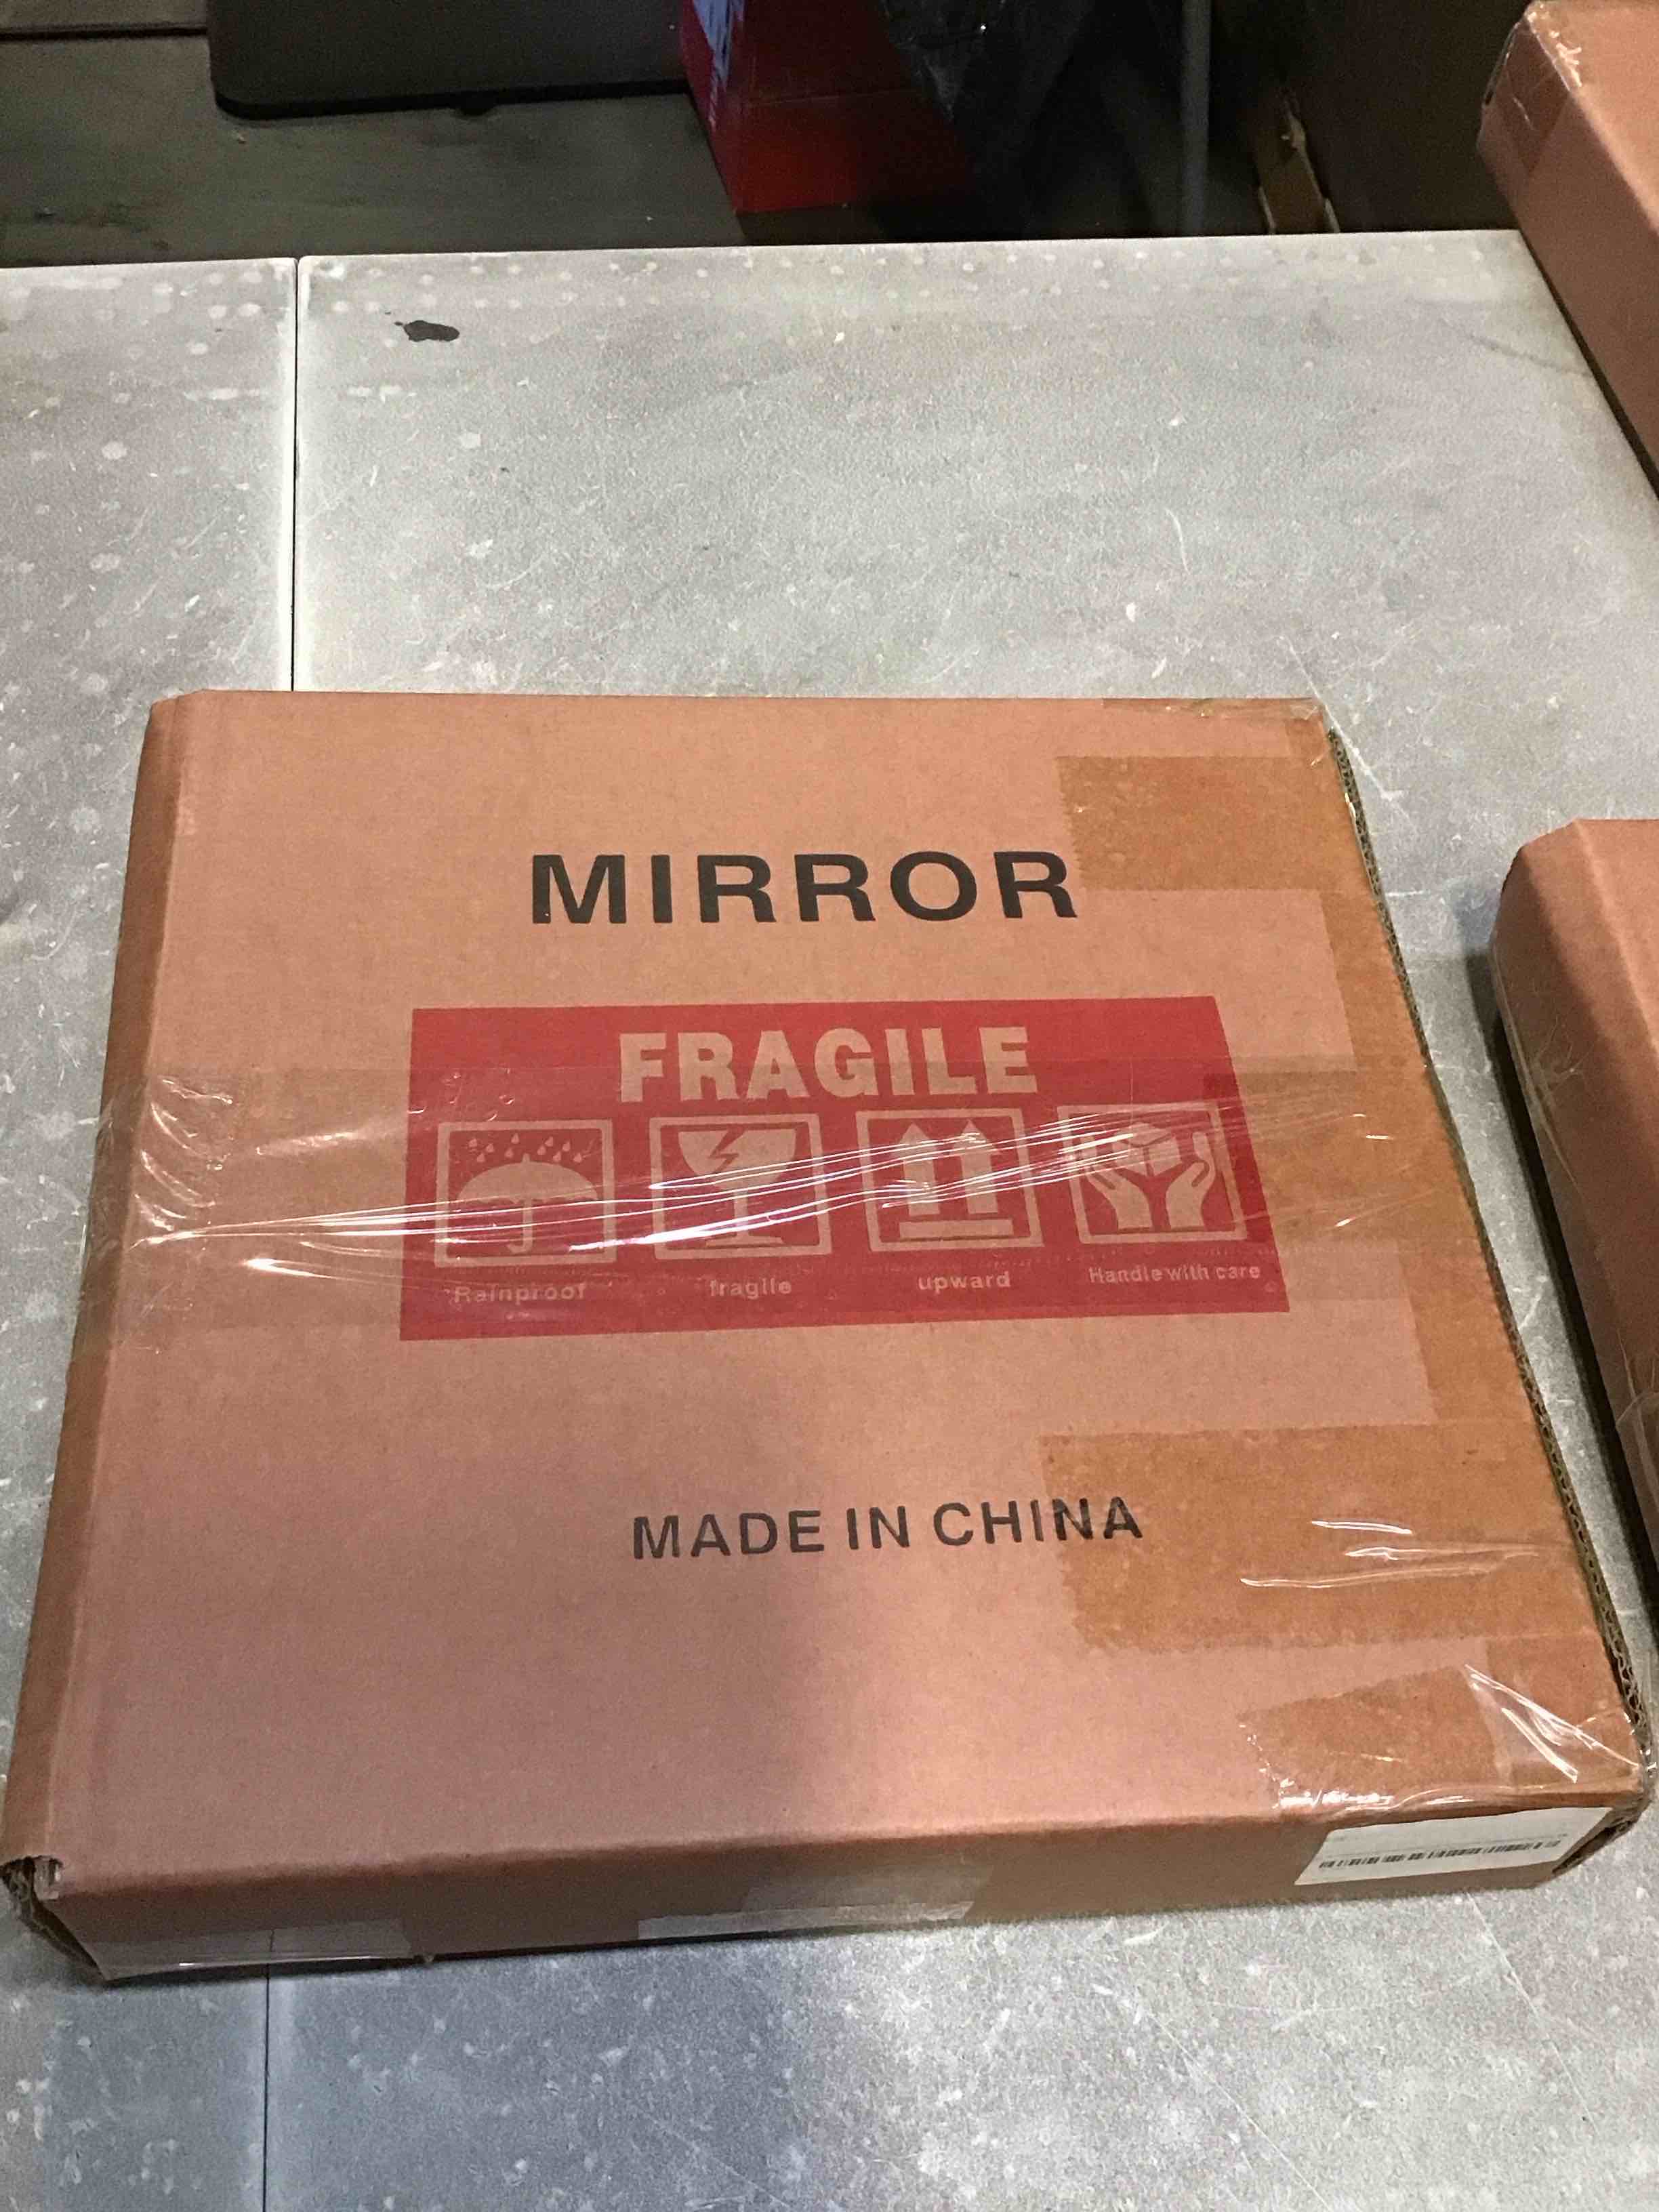 MIRROR
FRAGILE
Rainproof fragile upward Handle with care
MADE IN CHINA